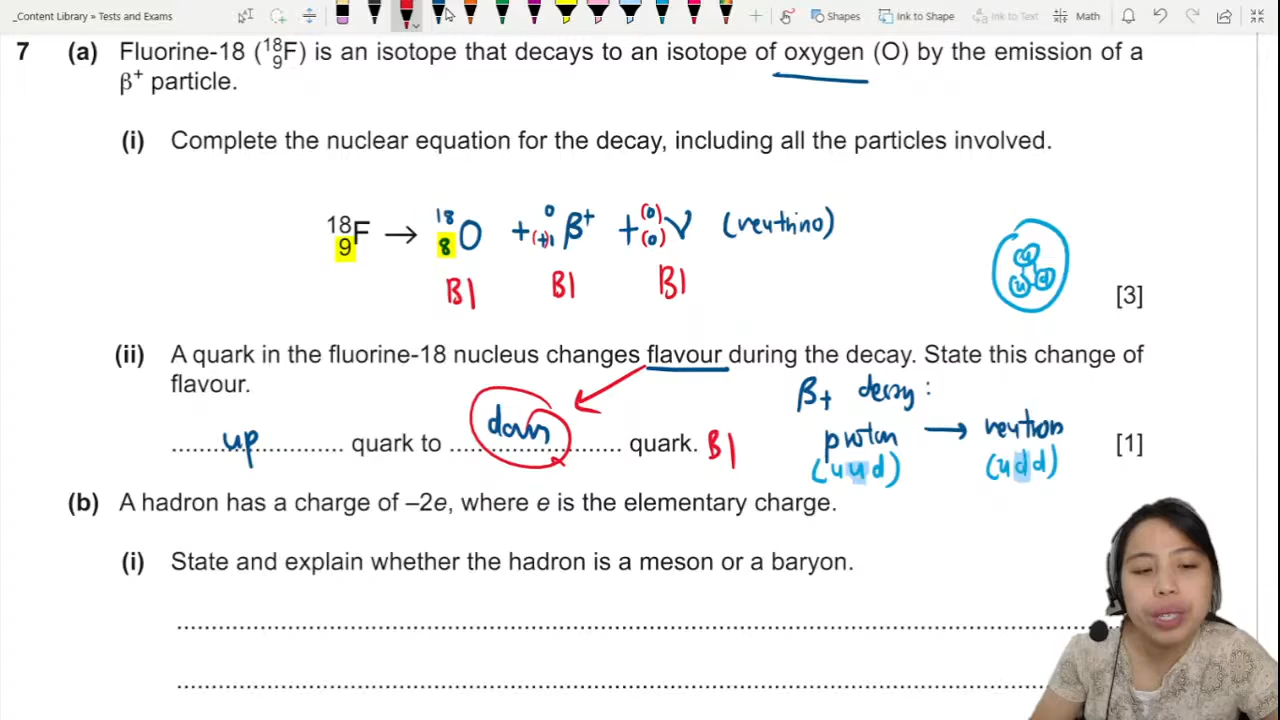 _Content Library » Tests and Exams
Shapes Ink to Shape Ink to Text Math
7 (a) Fluorine-18 (¹⁸₉F) is an isotope that decays to an isotope of oxygen (O) by the emission of a
β⁺ particle.
(i) Complete the nuclear equation for the decay, including all the particles involved.
¹⁸₉F → ¹⁸₈O + ⁰₍₊₎₁β⁺ + ⁽⁰⁾₍₀₎ν (neutrino)
B1 B1 B1
u u d
[3]
(ii) A quark in the fluorine-18 nucleus changes flavour during the decay. State this change of
flavour.
β+ decay:
up quark to down quark. B1 proton → neutron [1]
(uud) (udd)
(b) A hadron has a charge of –2e, where e is the elementary charge.
(i) State and explain whether the hadron is a meson or a baryon.